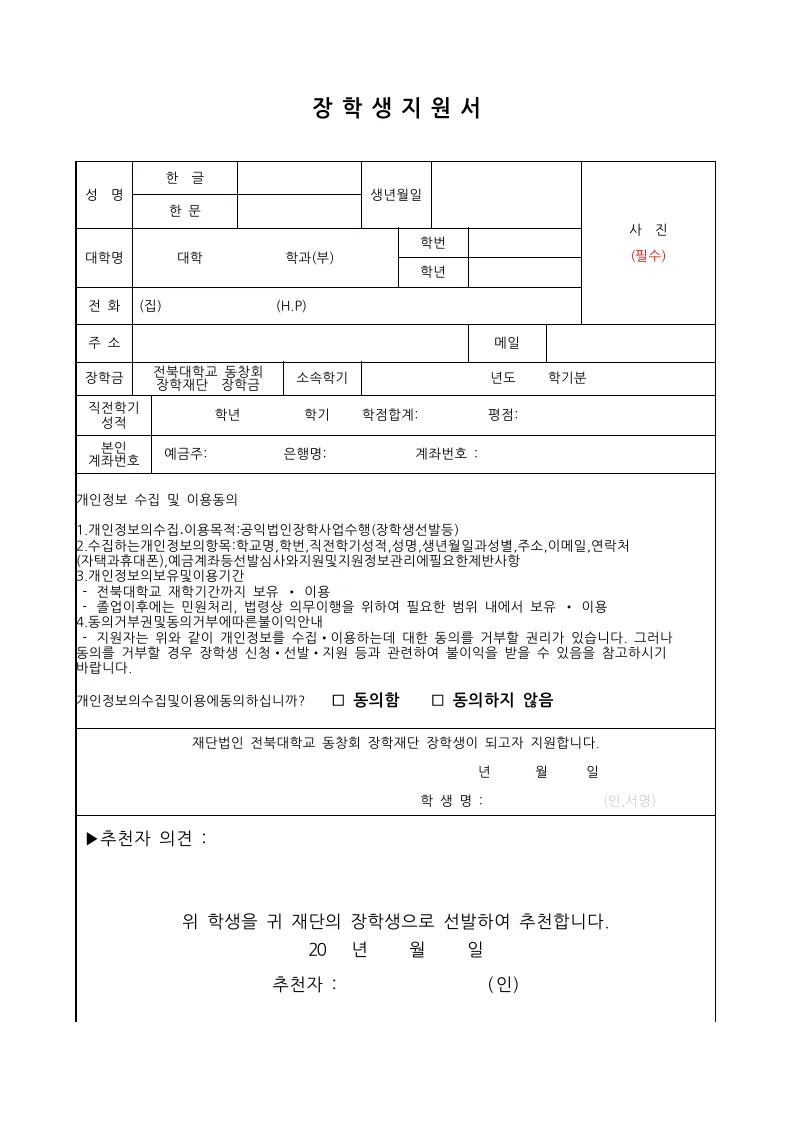 장 학 생 지 원 서
성 명
한 글
생년월일
사 진
(필수)
한 문
대학명
대학 학과(부)
학번
학년
전 화
(집) (H.P)
주 소
메일
장학금
전북대학교 동창회
장학재단 장학금
소속학기
년도 학기분
직전학기
성적
학년 학기 학점합계: 평점:
본인
계좌번호
예금주: 은행명: 계좌번호 :
개인정보 수집 및 이용동의
1.개인정보의수집.이용목적:공익법인장학사업수행(장학생선발등)
2.수집하는개인정보의항목:학교명,학번,직전학기성적,성명,생년월일과성별,주소,이메일,연락처
(자택과휴대폰),예금계좌등선발심사와지원및지원정보관리에필요한제반사항
3.개인정보의보유및이용기간
- 전북대학교 재학기간까지 보유 • 이용
- 졸업이후에는 민원처리, 법령상 의무이행을 위하여 필요한 범위 내에서 보유 • 이용
4.동의거부권및동의거부에따른불이익안내
- 지원자는 위와 같이 개인정보를 수집•이용하는데 대한 동의를 거부할 권리가 있습니다. 그러나
동의를 거부할 경우 장학생 신청•선발•지원 등과 관련하여 불이익을 받을 수 있음을 참고하시기
바랍니다.
개인정보의수집및이용에동의하십니까? □ 동의함 □ 동의하지 않음
재단법인 전북대학교 동창회 장학재단 장학생이 되고자 지원합니다.
년 월 일
학 생 명 : (인,서명)
▶추천자 의견 :
위 학생을 귀 재단의 장학생으로 선발하여 추천합니다.
20 년 월 일
추천자 : (인)